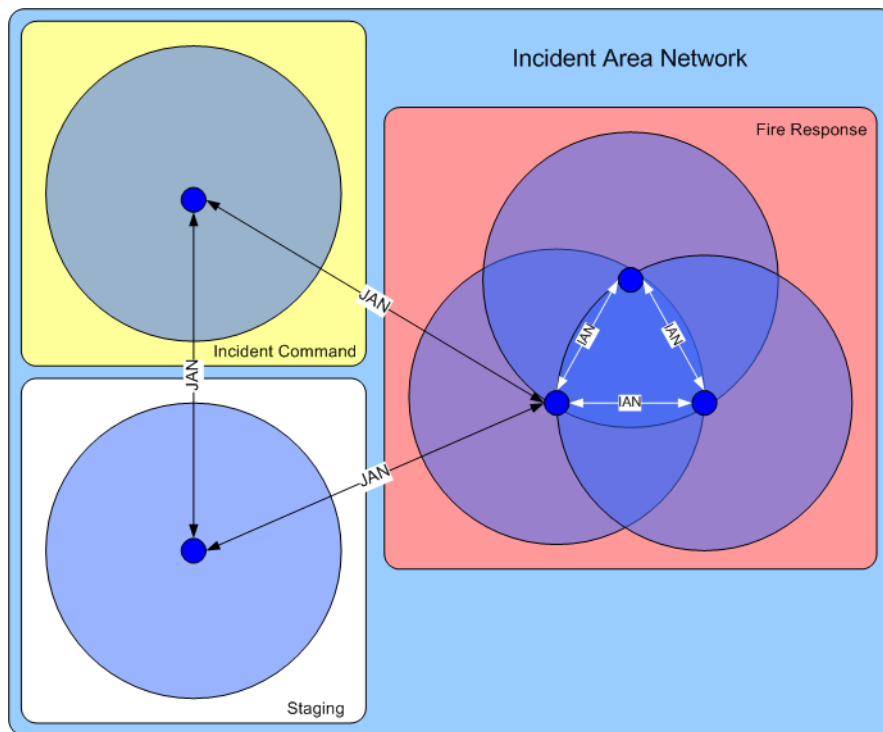 Incident Area Network
Fire Response
JAN
IAN
IAN
Incident Command
JAN
IAN
JAN
Staging